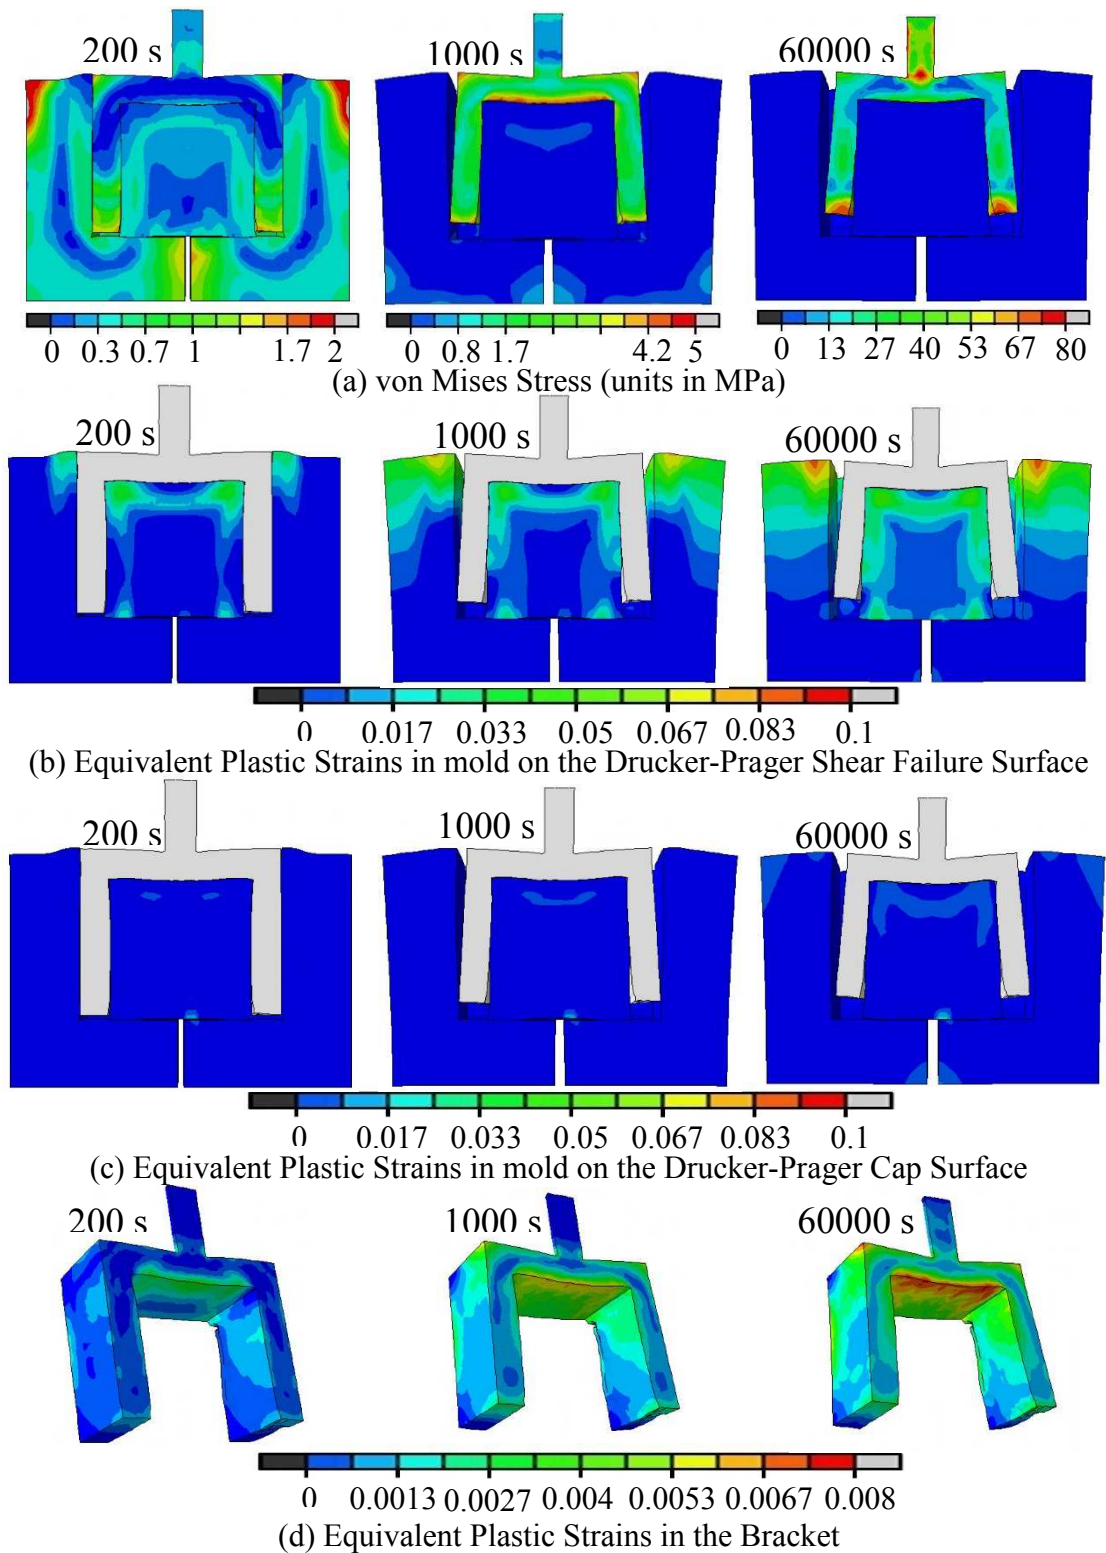 200 s 1000 s 60000 s
0 0.3 0.7 1 1.7 2 0 0.8 1.7 4.2 5 0 13 27 40 53 67 80
(a) von Mises Stress (units in MPa)
200 s 1000 s 60000 s
0 0.017 0.033 0.05 0.067 0.083 0.1
(b) Equivalent Plastic Strains in mold on the Drucker-Prager Shear Failure Surface
200 s 1000 s 60000 s
0 0.017 0.033 0.05 0.067 0.083 0.1
(c) Equivalent Plastic Strains in mold on the Drucker-Prager Cap Surface
200 s 1000 s 60000 s
0 0.0013 0.0027 0.004 0.0053 0.0067 0.008
(d) Equivalent Plastic Strains in the Bracket